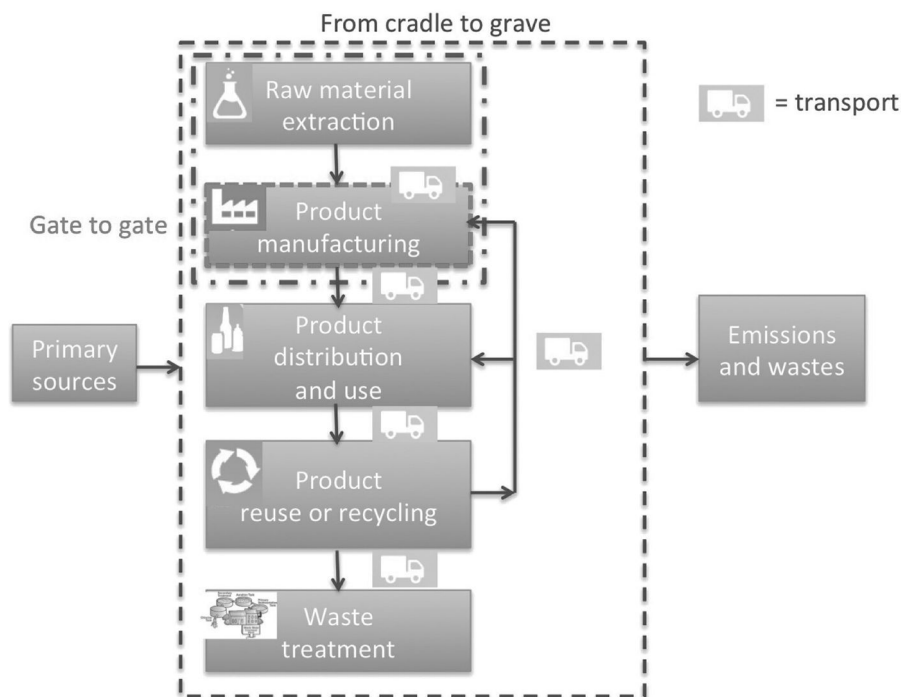 From cradle to grave
Raw material
extraction
= transport
Product
manufacturing
Gate to gate
Product
distribution
and use
Primary
sources
Emissions
and wastes
Product
reuse or recycling
Waste
treatment